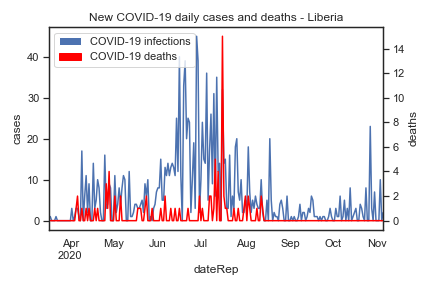 New COVID-19 daily cases and deaths - Liberia
COVID-19 infections
COVID-19 deaths
cases
40
30
20
10
0
14
12
10
8
6
4
2
0
deaths
Apr May Jun Jul Aug Sep Oct Nov
2020
dateRep